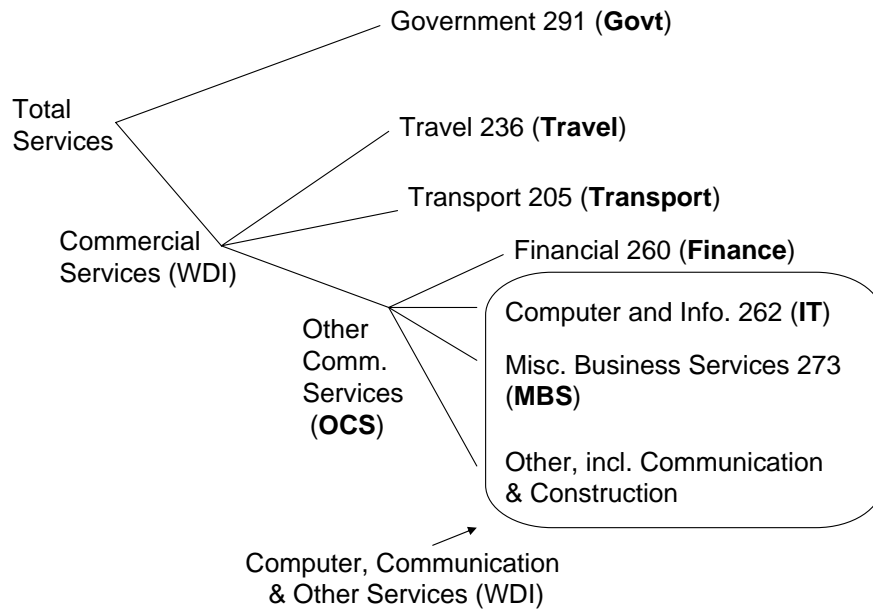 Government 291 (Govt)
Total
Services
Travel 236 (Travel)
Transport 205 (Transport)
Commercial
Services (WDI)
Financial 260 (Finance)
Computer and Info. 262 (IT)
Other
Comm.
Services
(OCS)
Misc. Business Services 273
(MBS)
Other, incl. Communication
& Construction
Computer, Communication
& Other Services (WDI)